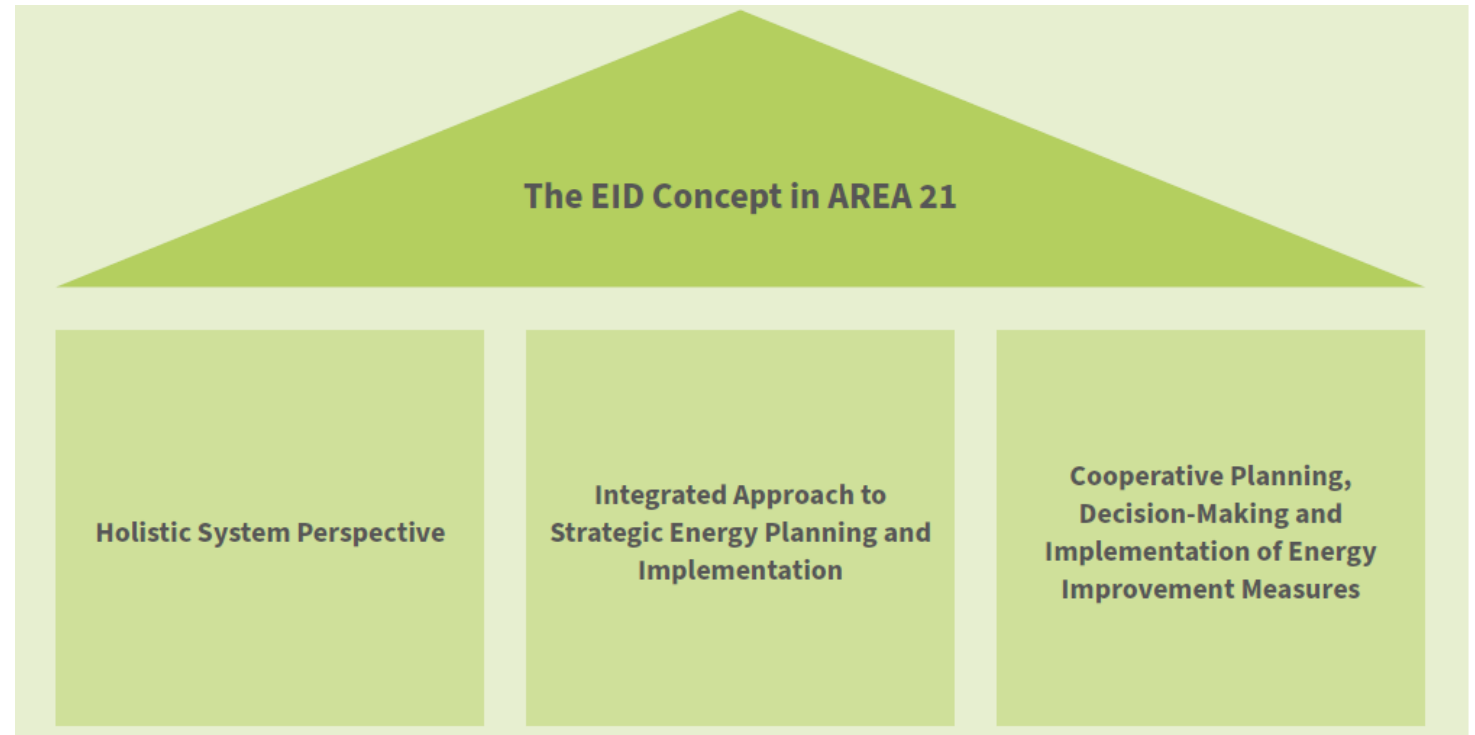 The EID Concept in AREA 21
Holistic System Perspective
Integrated Approach to
Strategic Energy Planning and
Implementation
Cooperative Planning,
Decision-Making and
Implementation of Energy
Improvement Measures